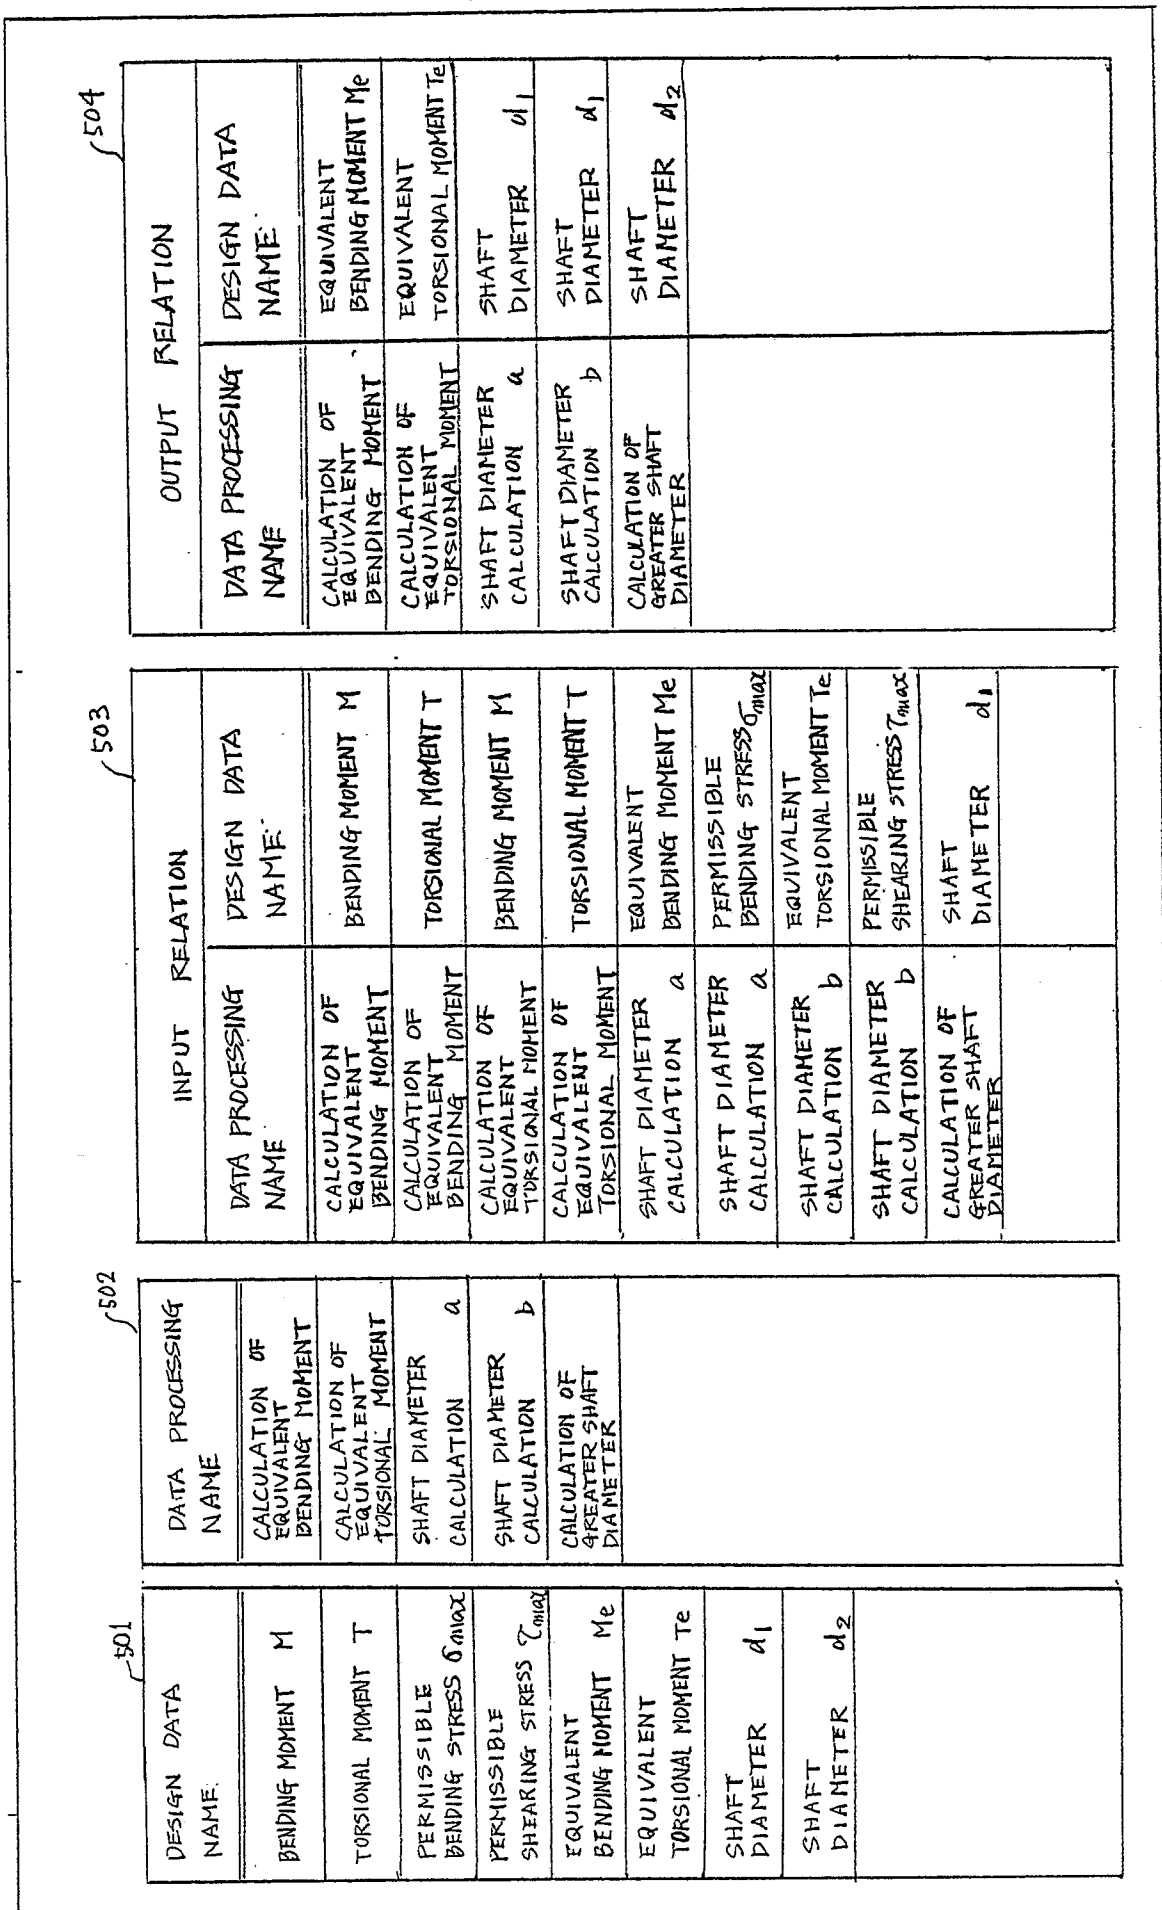 501
DESIGN DATA
NAME
BENDING MOMENT M
TORSIONAL MOMENT T
PERMISSIBLE
BENDING STRESS σmax
PERMISSIBLE
SHEARING STRESS τmax
EQUIVALENT
BENDING MOMENT Me
EQUIVALENT
TORSIONAL MOMENT Te
SHAFT
DIAMETER d1
SHAFT
DIAMETER d2
502
DATA PROCESSING
NAME
CALCULATION OF
EQUIVALENT
BENDING MOMENT
CALCULATION OF
EQUIVALENT
TORSIONAL MOMENT
SHAFT DIAMETER
CALCULATION a
SHAFT DIAMETER
CALCULATION b
CALCULATION OF
GREATER SHAFT
DIAMETER
503
INPUT RELATION
DATA PROCESSING
NAME
DESIGN DATA
NAME
CALCULATION OF
EQUIVALENT
BENDING MOMENT
BENDING MOMENT M
CALCULATION OF
EQUIVALENT
BENDING MOMENT
TORSIONAL MOMENT T
CALCULATION OF
EQUIVALENT
TORSIONAL MOMENT
BENDING MOMENT M
CALCULATION OF
EQUIVALENT
TORSIONAL MOMENT
TORSIONAL MOMENT T
SHAFT DIAMETER
CALCULATION a
EQUIVALENT
BENDING MOMENT Me
SHAFT DIAMETER
CALCULATION a
PERMISSIBLE
BENDING STRESS σmax
SHAFT DIAMETER
CALCULATION b
EQUIVALENT
TORSIONAL MOMENT Te
SHAFT DIAMETER
CALCULATION b
PERMISSIBLE
SHEARING STRESS τmax
CALCULATION OF
GREATER SHAFT
DIAMETER
SHAFT
DIAMETER d1
504
OUTPUT RELATION
DATA PROCESSING
NAME
DESIGN DATA
NAME
CALCULATION OF
EQUIVALENT
BENDING MOMENT
EQUIVALENT
BENDING MOMENT Me
CALCULATION OF
EQUIVALENT
TORSIONAL MOMENT
EQUIVALENT
TORSIONAL MOMENT Te
SHAFT DIAMETER
CALCULATION a
SHAFT
DIAMETER d1
SHAFT DIAMETER
CALCULATION b
SHAFT
DIAMETER d1
CALCULATION OF
GREATER SHAFT
DIAMETER
SHAFT
DIAMETER d2